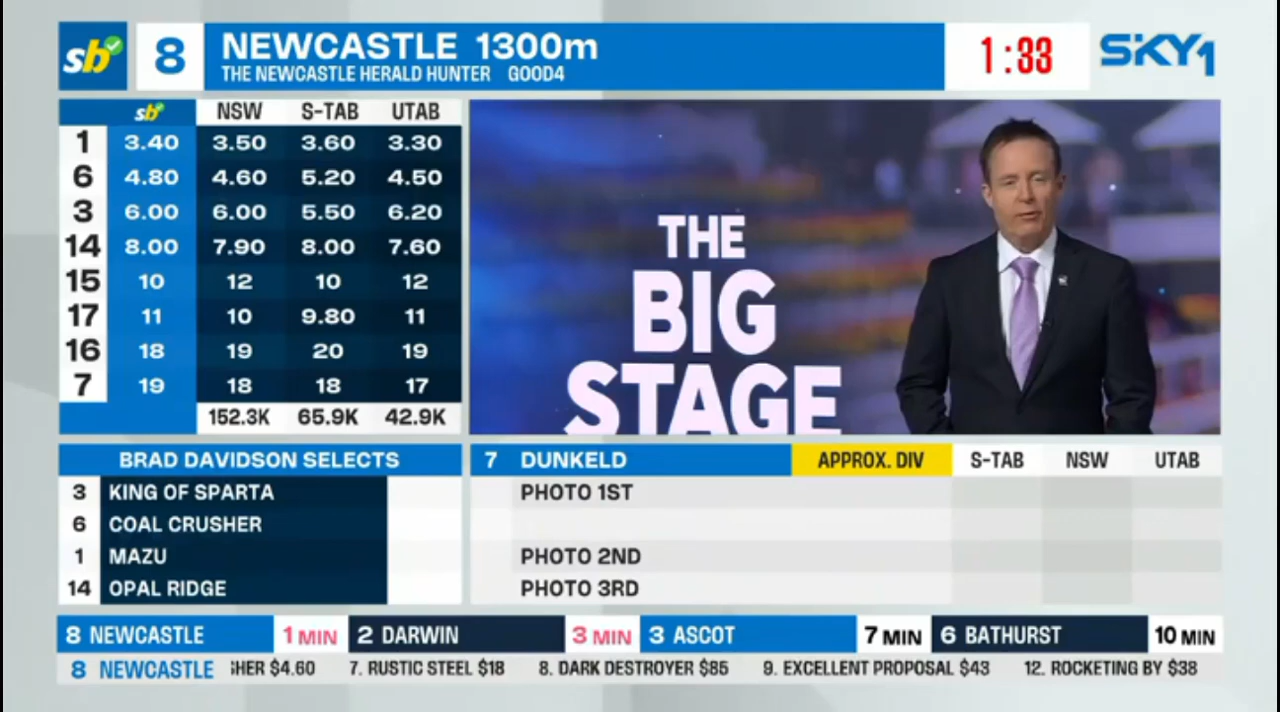 sb 8 NEWCASTLE 1300m 1:33 SKY1
THE NEWCASTLE HERALD HUNTER GOOD4
sb NSW S-TAB UTAB
1 3.40 3.50 3.60 3.30
6 4.80 4.60 5.20 4.50
3 6.00 6.00 5.50 6.20
14 8.00 7.90 8.00 7.60
15 10 12 10 12
17 11 10 9.80 11
16 18 19 20 19
7 19 18 18 17
152.3K 65.9K 42.9K
THE
BIG
STAGE
BRAD DAVIDSON SELECTS
3 KING OF SPARTA
6 COAL CRUSHER
1 MAZU
14 OPAL RIDGE
7 DUNKELD APPROX. DIV S-TAB NSW UTAB
PHOTO 1ST
PHOTO 2ND
PHOTO 3RD
8 NEWCASTLE 1 MIN 2 DARWIN 3 MIN 3 ASCOT 7 MIN 6 BATHURST 10 MIN
8 NEWCASTLE HER $4.60 7. RUSTIC STEEL $18 8. DARK DESTROYER $85 9. EXCELLENT PROPOSAL $43 12. ROCKETING BY $38